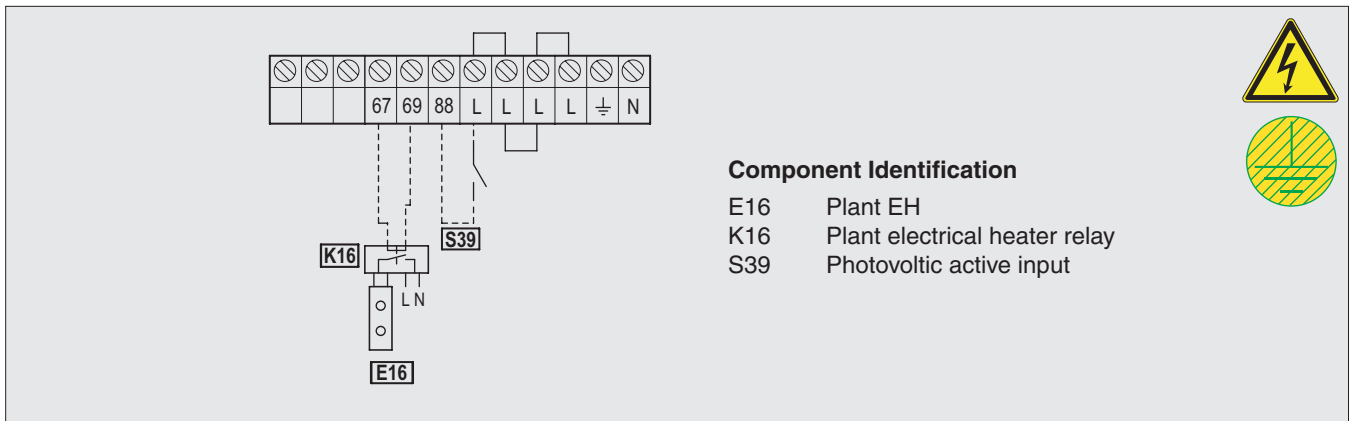 67 69 88 L L L L N
S39
K16
L N
E16
Component Identification
E16 Plant EH
K16 Plant electrical heater relay
S39 Photovoltic active input